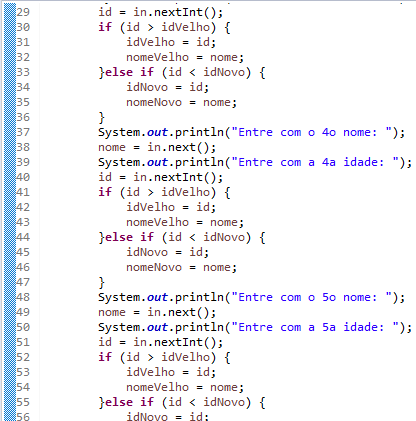 29 id = in.nextInt();
30 if (id > idVelho) {
31 idVelho = id;
32 nomeVelho = nome;
33 }else if (id < idNovo) {
34 idNovo = id;
35 nomeNovo = nome;
36 }
37 System.out.println("Entre com o 4o nome: ");
38 nome = in.next();
39 System.out.println("Entre com a 4a idade: ");
40 id = in.nextInt();
41 if (id > idVelho) {
42 idVelho = id;
43 nomeVelho = nome;
44 }else if (id < idNovo) {
45 idNovo = id;
46 nomeNovo = nome;
47 }
48 System.out.println("Entre com o 5o nome: ");
49 nome = in.next();
50 System.out.println("Entre com a 5a idade: ");
51 id = in.nextInt();
52 if (id > idVelho) {
53 idVelho = id;
54 nomeVelho = nome;
55 }else if (id < idNovo) {
56 idNovo = id;